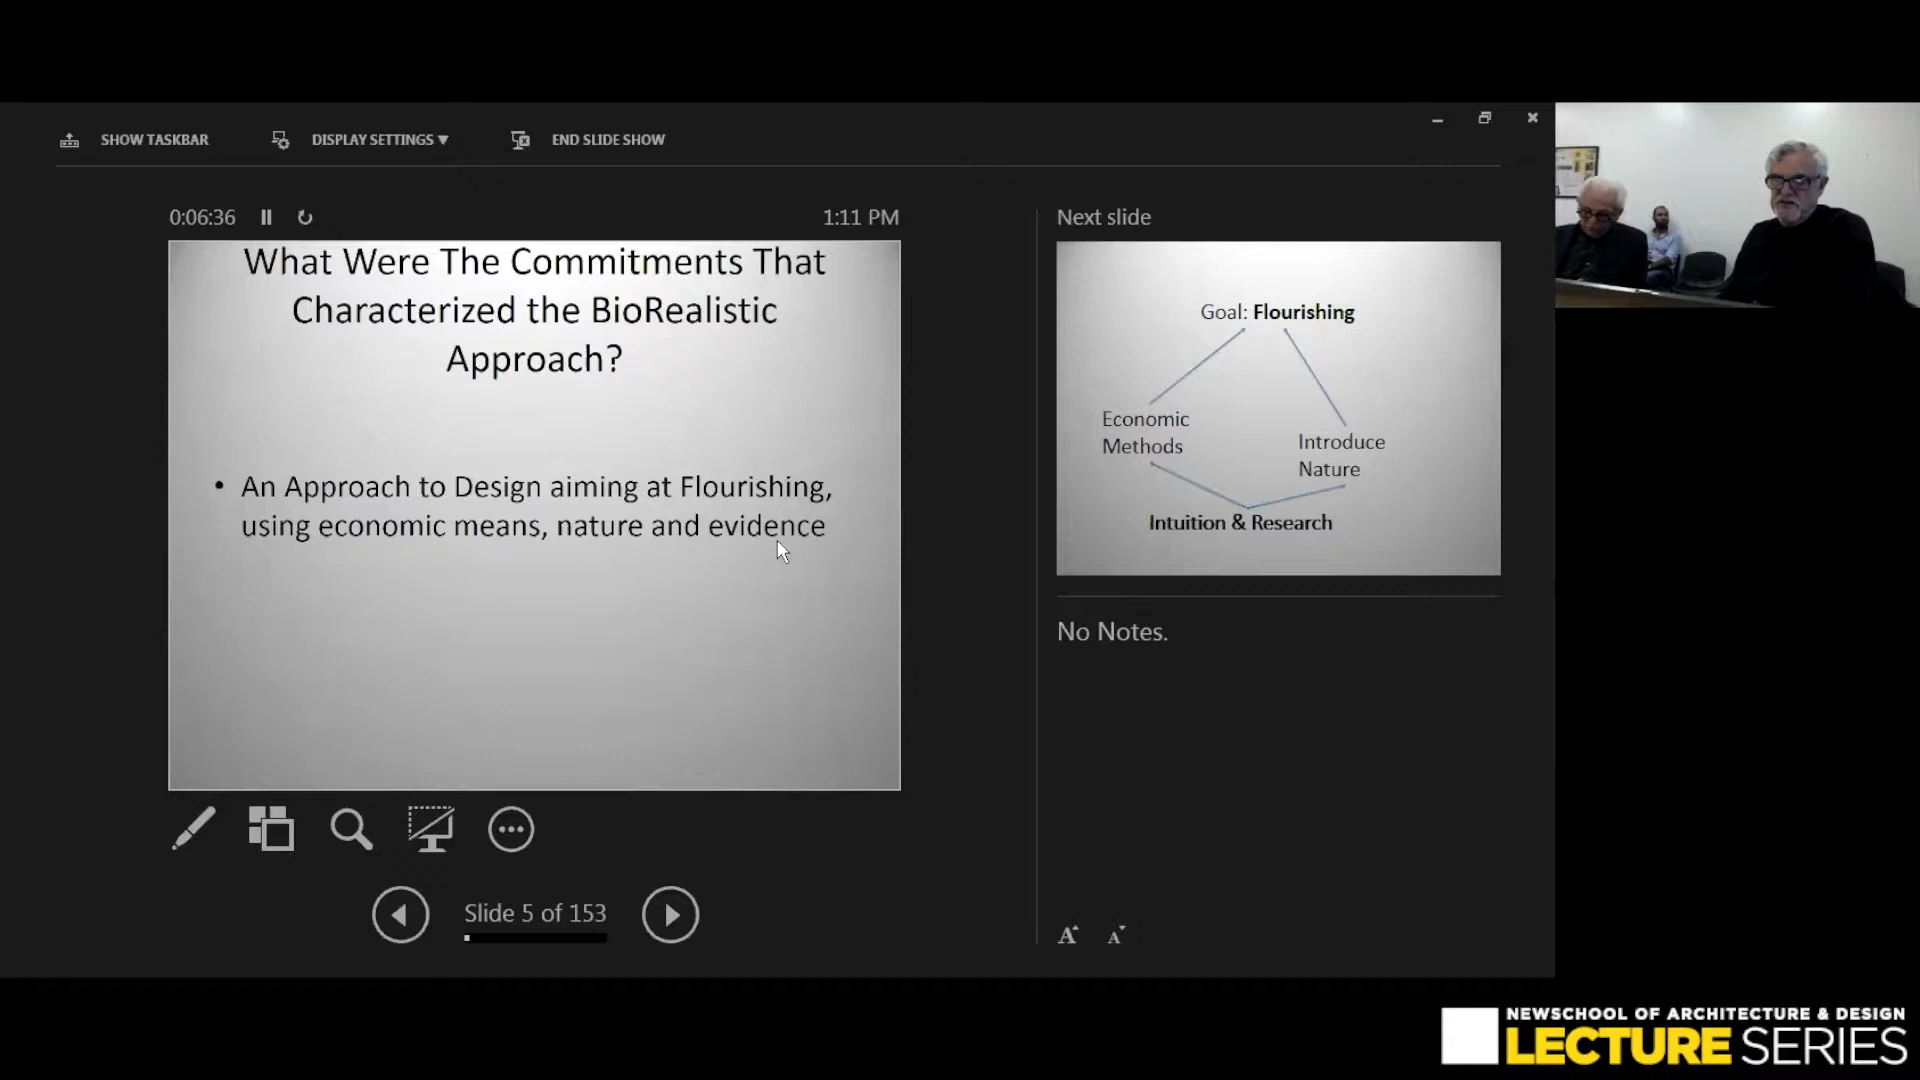 SHOW TASKBAR
DISPLAY SETTINGS ▼
END SLIDE SHOW
0:06:36
1:11 PM
What Were The Commitments That
Characterized the BioRealistic
Approach?
• An Approach to Design aiming at Flourishing,
using economic means, nature and evidence
Slide 5 of 153
Next slide
Goal: Flourishing
Economic
Methods
Introduce
Nature
Intuition & Research
No Notes.
A A
NEWSCHOOL OF ARCHITECTURE & DESIGN
LECTURE SERIES